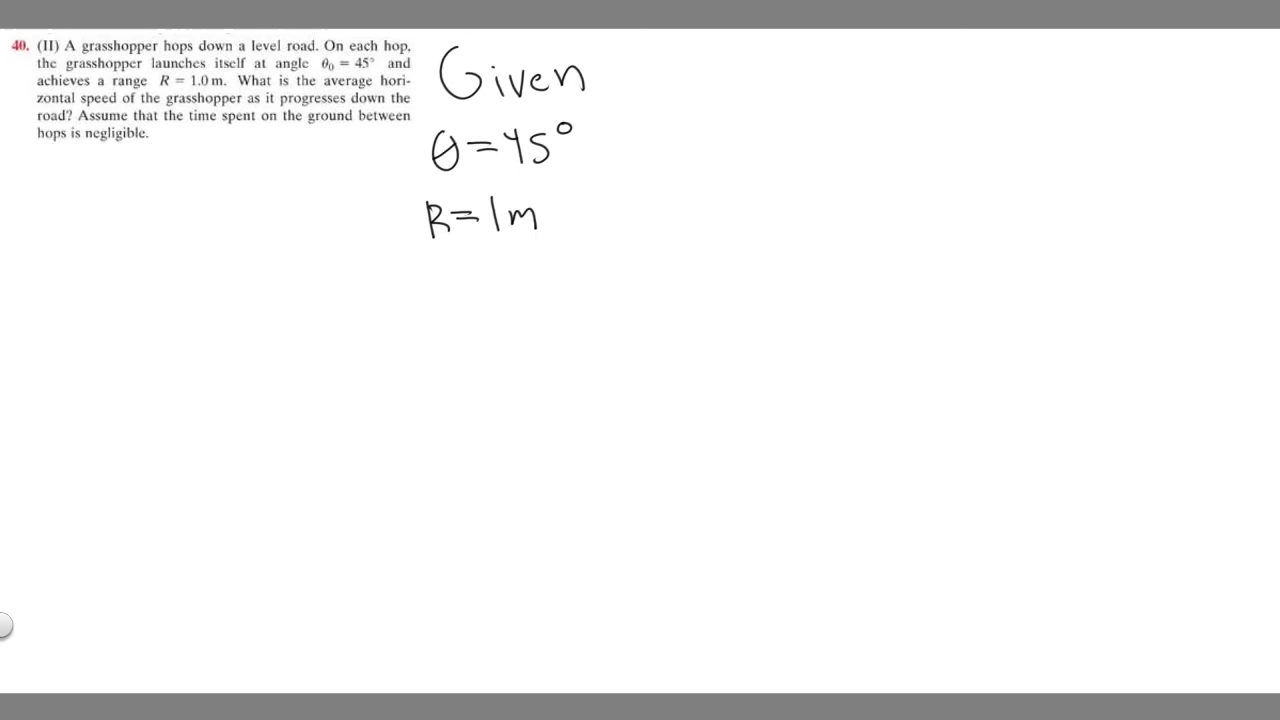 40. (II) A grasshopper hops down a level road. On each hop,
the grasshopper launches itself at angle θ₀ = 45° and
achieves a range R = 1.0 m. What is the average hori-
zontal speed of the grasshopper as it progresses down the
road? Assume that the time spent on the ground between
hops is negligible.
Given
θ=45°
R=1m